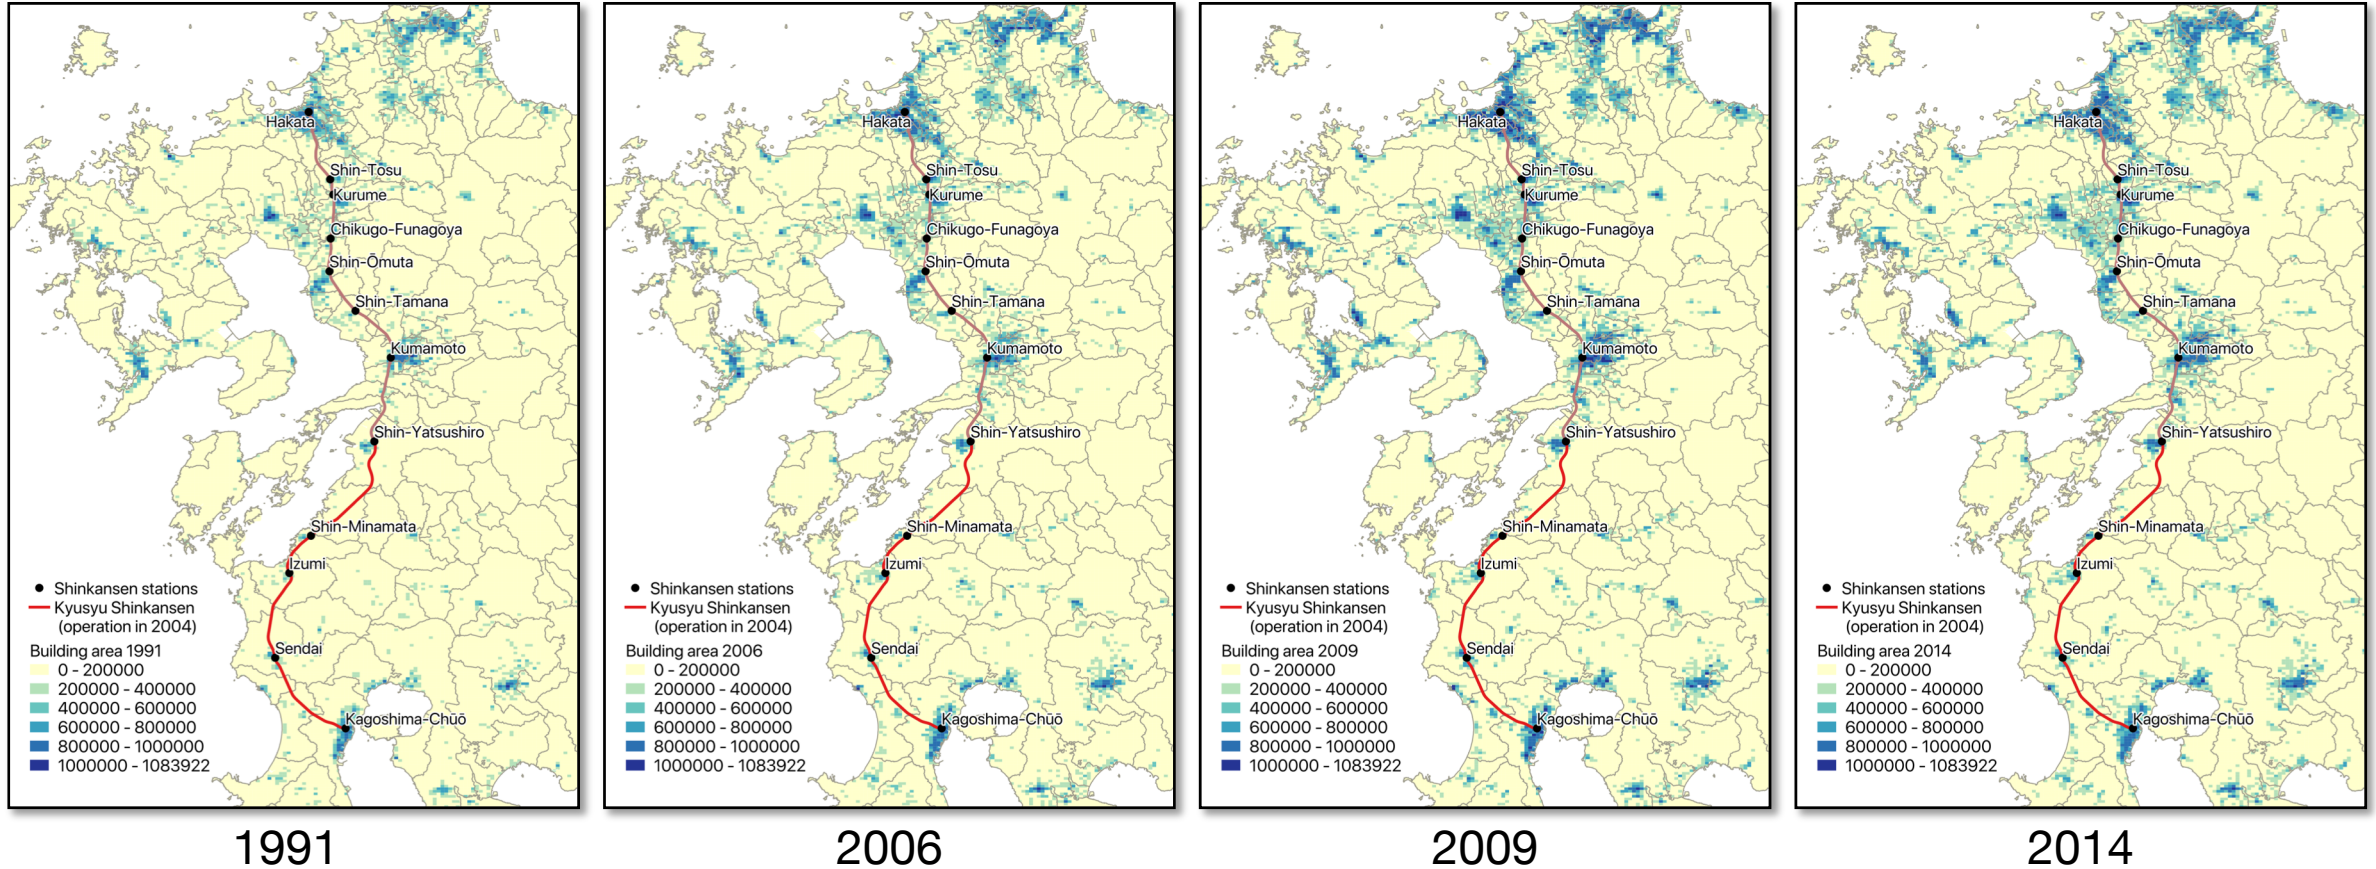 Hakata
Shin-Tosu
Kurume
Chikugo-Funagoya
Shin-Ōmuta
Shin-Tamana
Kumamoto
Shin-Yatsushiro
Shin-Minamata
Izumi
Sendai
Kagoshima-Chūō
Shinkansen stations
Kyusyu Shinkansen
(operation in 2004)
Building area 1991
0 - 200000
200000 - 400000
400000 - 600000
600000 - 800000
800000 - 1000000
1000000 - 1083922
1991
Hakata
Shin-Tosu
Kurume
Chikugo-Funagoya
Shin-Ōmuta
Shin-Tamana
Kumamoto
Shin-Yatsushiro
Shin-Minamata
Izumi
Sendai
Kagoshima-Chūō
Shinkansen stations
Kyusyu Shinkansen
(operation in 2004)
Building area 2006
0 - 200000
200000 - 400000
400000 - 600000
600000 - 800000
800000 - 1000000
1000000 - 1083922
2006
Hakata
Shin-Tosu
Kurume
Chikugo-Funagoya
Shin-Ōmuta
Shin-Tamana
Kumamoto
Shin-Yatsushiro
Shin-Minamata
Izumi
Sendai
Kagoshima-Chūō
Shinkansen stations
Kyusyu Shinkansen
(operation in 2004)
Building area 2009
0 - 200000
200000 - 400000
400000 - 600000
600000 - 800000
800000 - 1000000
1000000 - 1083922
2009
Hakata
Shin-Tosu
Kurume
Chikugo-Funagoya
Shin-Ōmuta
Shin-Tamana
Kumamoto
Shin-Yatsushiro
Shin-Minamata
Izumi
Sendai
Kagoshima-Chūō
Shinkansen stations
Kyusyu Shinkansen
(operation in 2004)
Building area 2014
0 - 200000
200000 - 400000
400000 - 600000
600000 - 800000
800000 - 1000000
1000000 - 1083922
2014